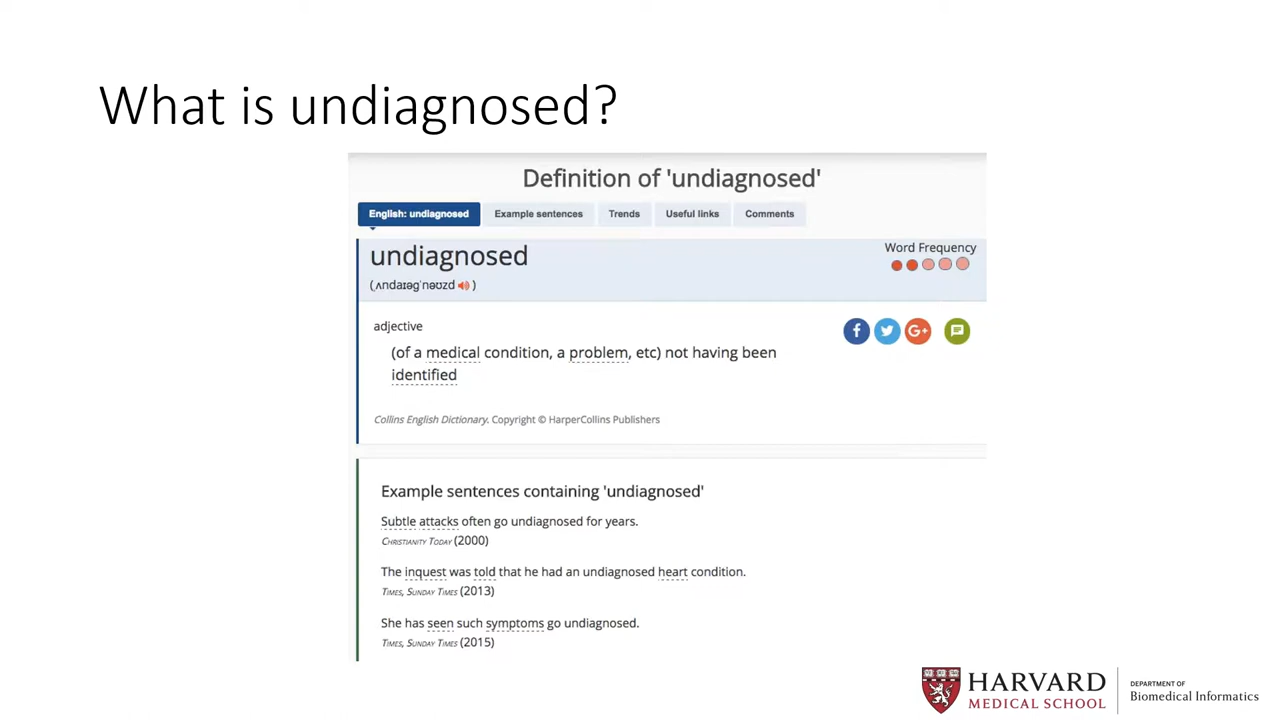 What is undiagnosed?
Definition of 'undiagnosed'
English: undiagnosed Example sentences Trends Useful links Comments
undiagnosed
Word Frequency
(ˌʌndaɪəɡˈnəʊzd )
adjective
(of a medical condition, a problem, etc) not having been
identified
Collins English Dictionary. Copyright © HarperCollins Publishers
Example sentences containing 'undiagnosed'
Subtle attacks often go undiagnosed for years.
Christianity Today (2000)
The inquest was told that he had an undiagnosed heart condition.
Times, Sunday Times (2013)
She has seen such symptoms go undiagnosed.
Times, Sunday Times (2015)
HARVARD
MEDICAL SCHOOL
DEPARTMENT OF
Biomedical Informatics